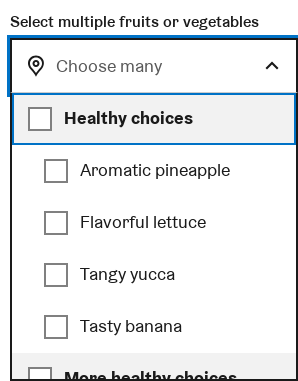 Select multiple fruits or vegetables
Choose many
Healthy choices
Aromatic pineapple
Flavorful lettuce
Tangy yucca
Tasty banana
More healthy choices